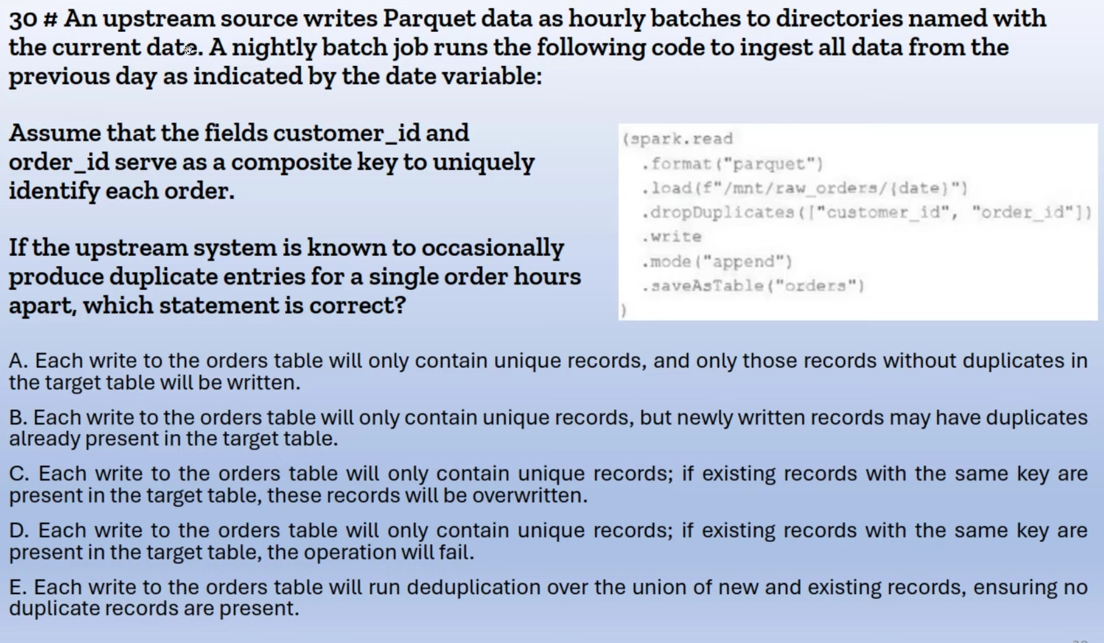 30 # An upstream source writes Parquet data as hourly batches to directories named with
the current date. A nightly batch job runs the following code to ingest all data from the
previous day as indicated by the date variable:
Assume that the fields customer_id and
order_id serve as a composite key to uniquely
identify each order.
If the upstream system is known to occasionally
produce duplicate entries for a single order hours
apart, which statement is correct?
(spark.read
.format("parquet")
.load(f"/mnt/raw_orders/{date}")
.dropDuplicates(["customer_id", "order_id"])
.write
.mode("append")
.saveAsTable("orders")
)
A. Each write to the orders table will only contain unique records, and only those records without duplicates in
the target table will be written.
B. Each write to the orders table will only contain unique records, but newly written records may have duplicates
already present in the target table.
C. Each write to the orders table will only contain unique records; if existing records with the same key are
present in the target table, these records will be overwritten.
D. Each write to the orders table will only contain unique records; if existing records with the same key are
present in the target table, the operation will fail.
E. Each write to the orders table will run deduplication over the union of new and existing records, ensuring no
duplicate records are present.